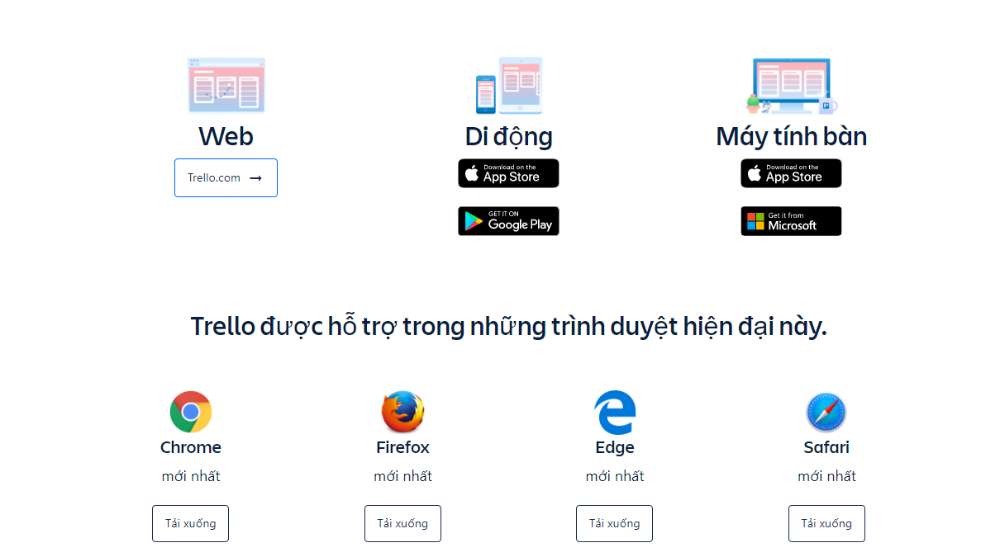 Web
Di động
Máy tính bàn
Trello.com
Download on the
App Store
Download on the
App Store
GET IT ON
Google Play
Get it from
Microsoft
Trello được hỗ trợ trong những trình duyệt hiện đại này.
Chrome
Firefox
Edge
Safari
mới nhất
mới nhất
mới nhất
mới nhất
Tải xuống
Tải xuống
Tải xuống
Tải xuống